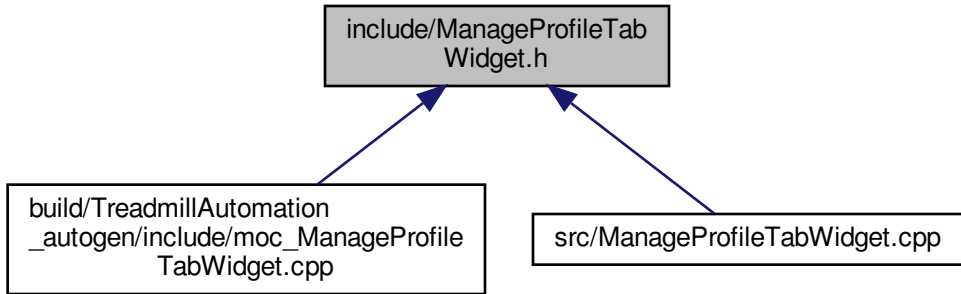 include/ManageProfileTab
Widget.h
build/TreadmillAutomation
_autogen/include/moc_ManageProfile
TabWidget.cpp
src/ManageProfileTabWidget.cpp